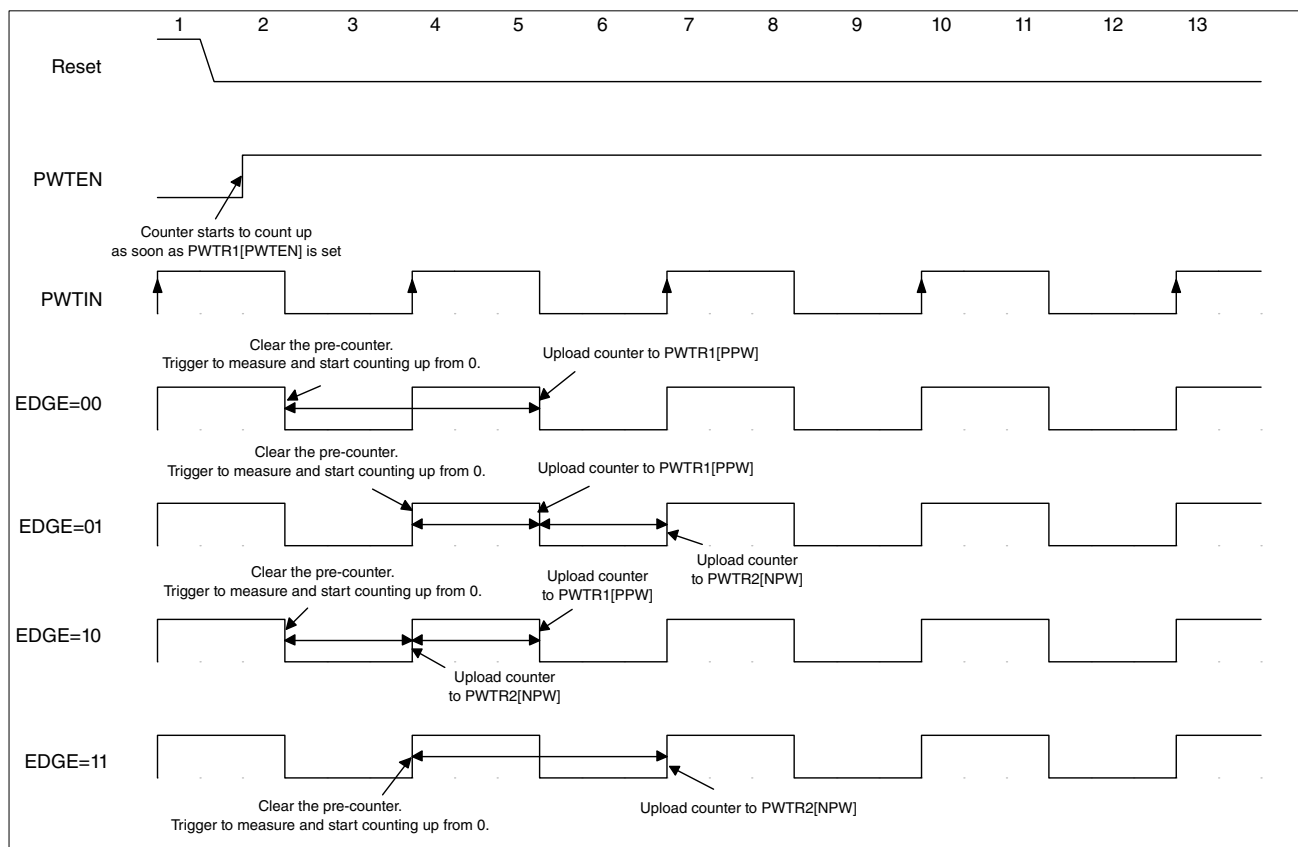 1 2 3 4 5 6 7 8 9 10 11 12 13
Reset
PWTEN
Counter starts to count up
as soon as PWTR1[PWTEN] is set
PWTIN
Clear the pre-counter.
Trigger to measure and start counting up from 0.
Upload counter to PWTR1[PPW]
EDGE=00
Clear the pre-counter.
Trigger to measure and start counting up from 0.
Upload counter to PWTR1[PPW]
EDGE=01
Upload counter
to PWTR2[NPW]
Clear the pre-counter.
Trigger to measure and start counting up from 0.
Upload counter
to PWTR1[PPW]
EDGE=10
Upload counter
to PWTR2[NPW]
EDGE=11
Clear the pre-counter.
Trigger to measure and start counting up from 0.
Upload counter to PWTR2[NPW]